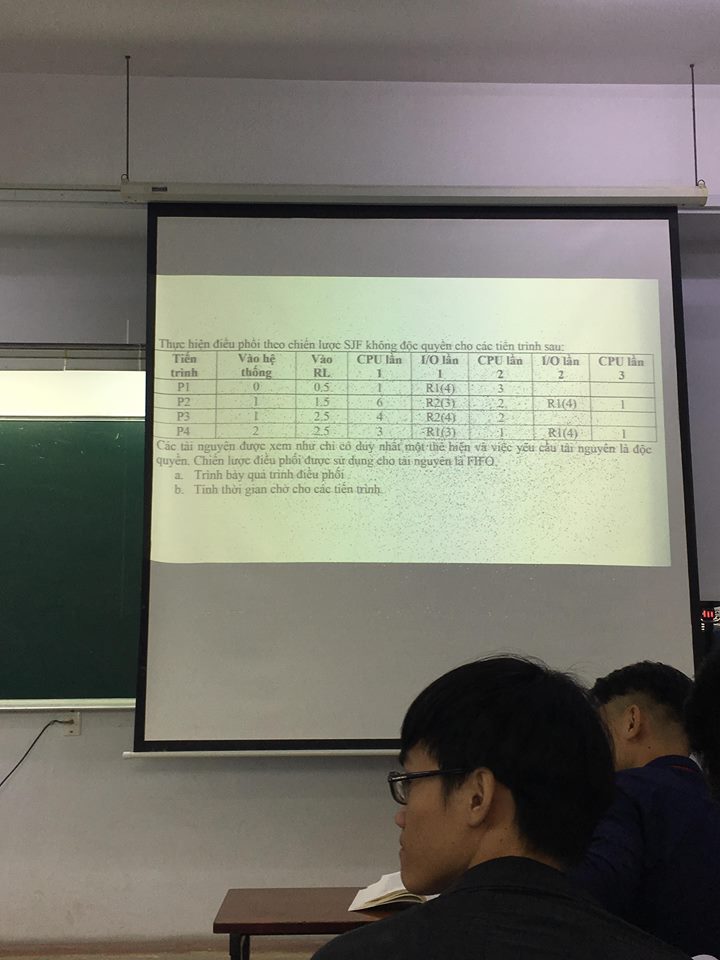 Thực hiện điều phối theo chiến lược SJF không độc quyền cho các tiến trình sau:
Tiến trình Vào hệ thống Vào RL CPU lần 1 I/O lần 1 CPU lần 2 I/O lần 2 CPU lần 3
P1 0 0.5 1 R1(4) 3
P2 1 1.5 6 R2(3) 2 R1(4) 1
P3 1 2.5 4 R2(4) 2
P4 2 2.5 3 R1(3) 1 R1(4) 1
Các tài nguyên được xem như chỉ có duy nhất một thể hiện và việc yêu cầu tài nguyên là độc
quyền. Chiến lược điều phối được sử dụng cho tài nguyên là FIFO.
a. Trình bày quá trình điều phối
b. Tính thời gian chờ cho các tiến trình